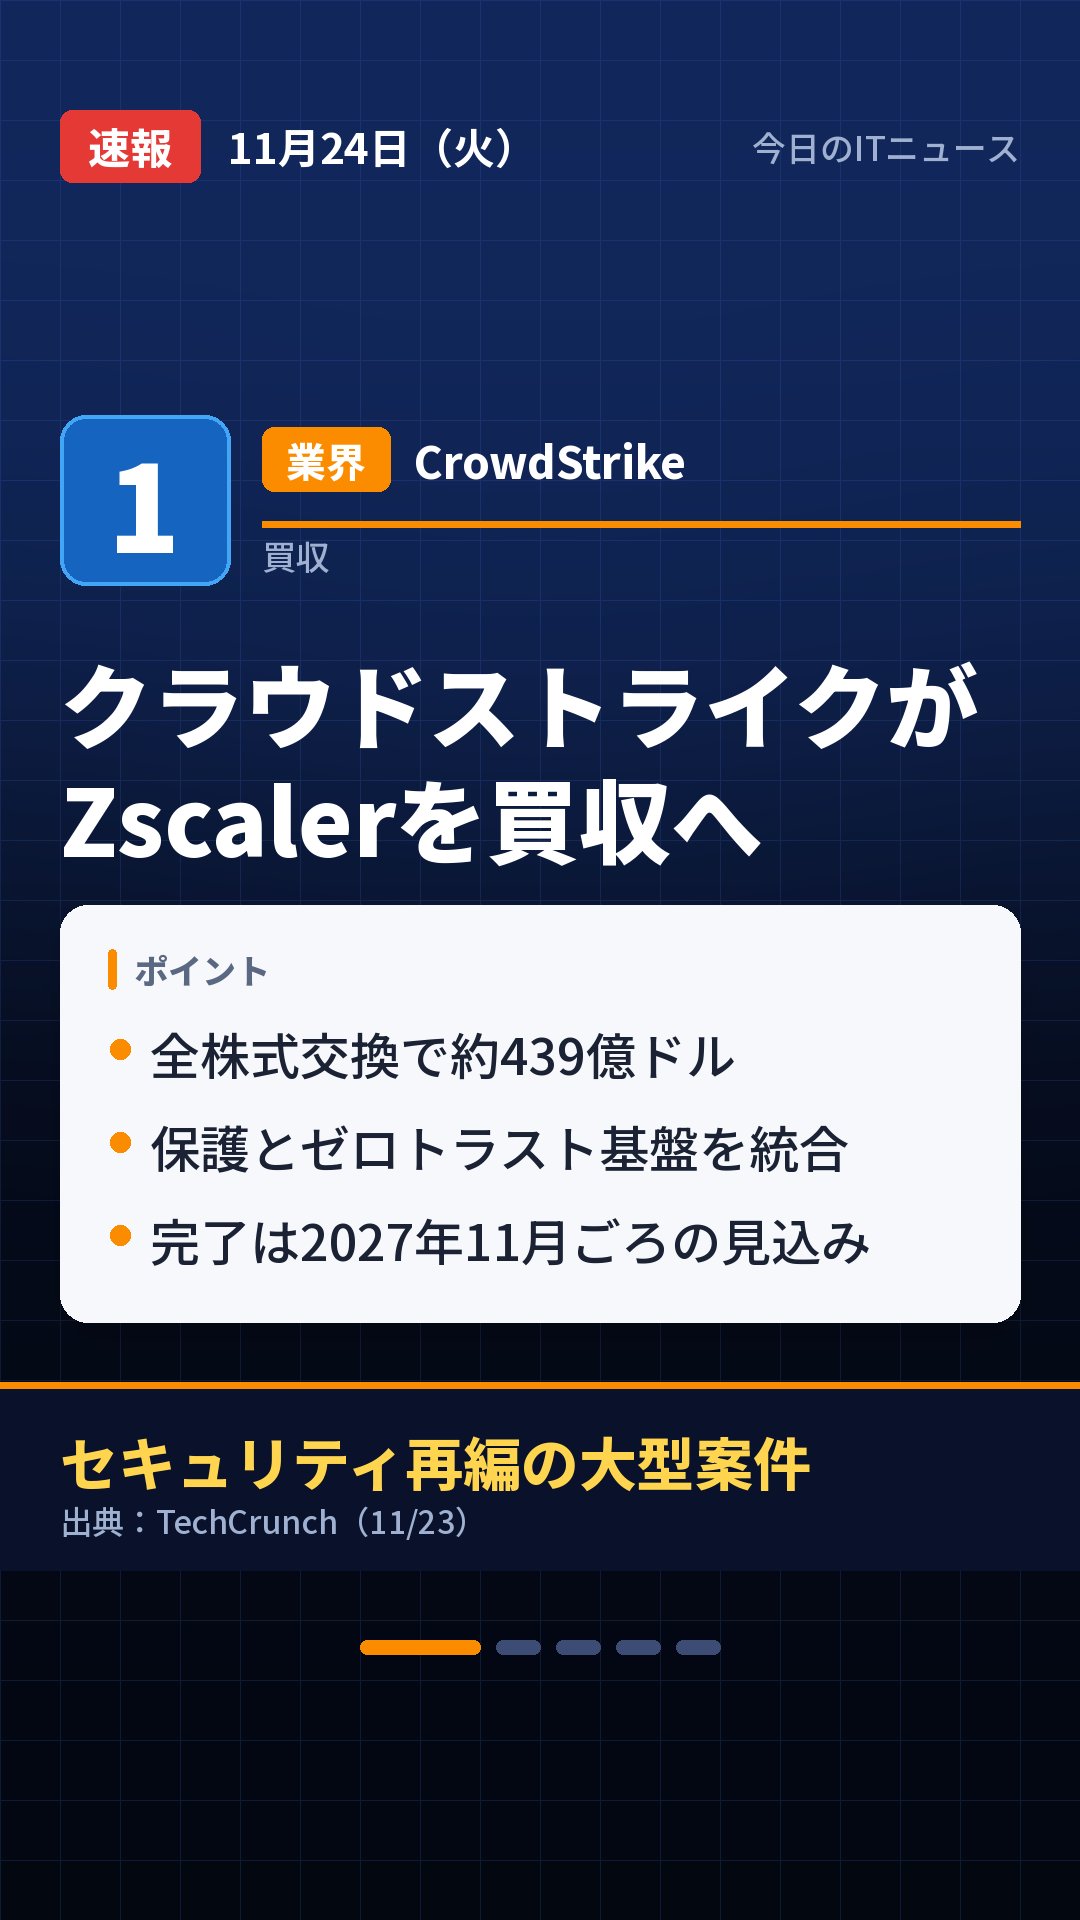 速報 11月24日（火） 今日のITニュース
1
業界 CrowdStrike
買収
クラウドストライクが
Zscalerを買収へ
ポイント
全株式交換で約439億ドル
保護とゼロトラスト基盤を統合
完了は2027年11月ごろの見込み
セキュリティ再編の大型案件
出典：TechCrunch（11/23）